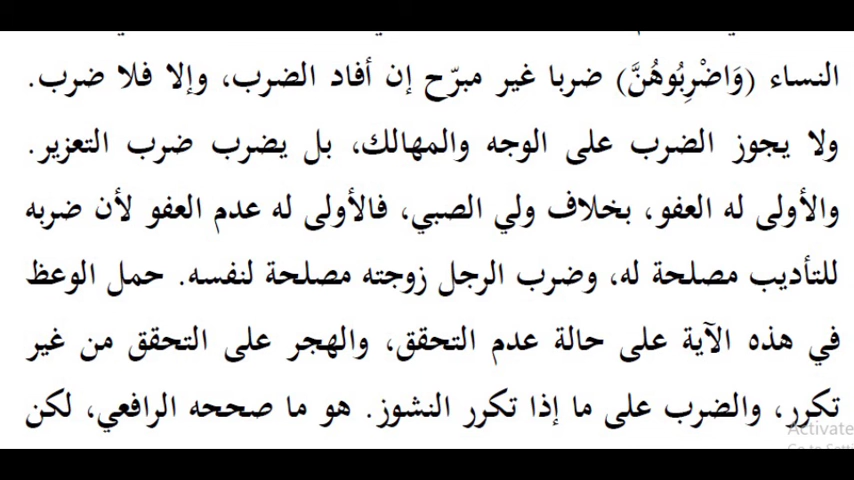 النساء (وَاضْرِبُوهُنَّ) ضربا غير مبرّح إن أفاد الضرب، وإلا فلا ضرب.
ولا يجوز الضرب على الوجه والمهالك، بل يضرب ضرب التعزير.
والأولى له العفو، بخلاف ولي الصبي، فالأولى له عدم العفو لأن ضربه
للتأديب مصلحة له، وضرب الرجل زوجته مصلحة لنفسه. حمل الوعظ
في هذه الآية على حالة عدم التحقق، والهجر على التحقق من غير
تكرر، والضرب على ما إذا تكرر النشوز. هو ما صححه الرافعي، لكن
Activate